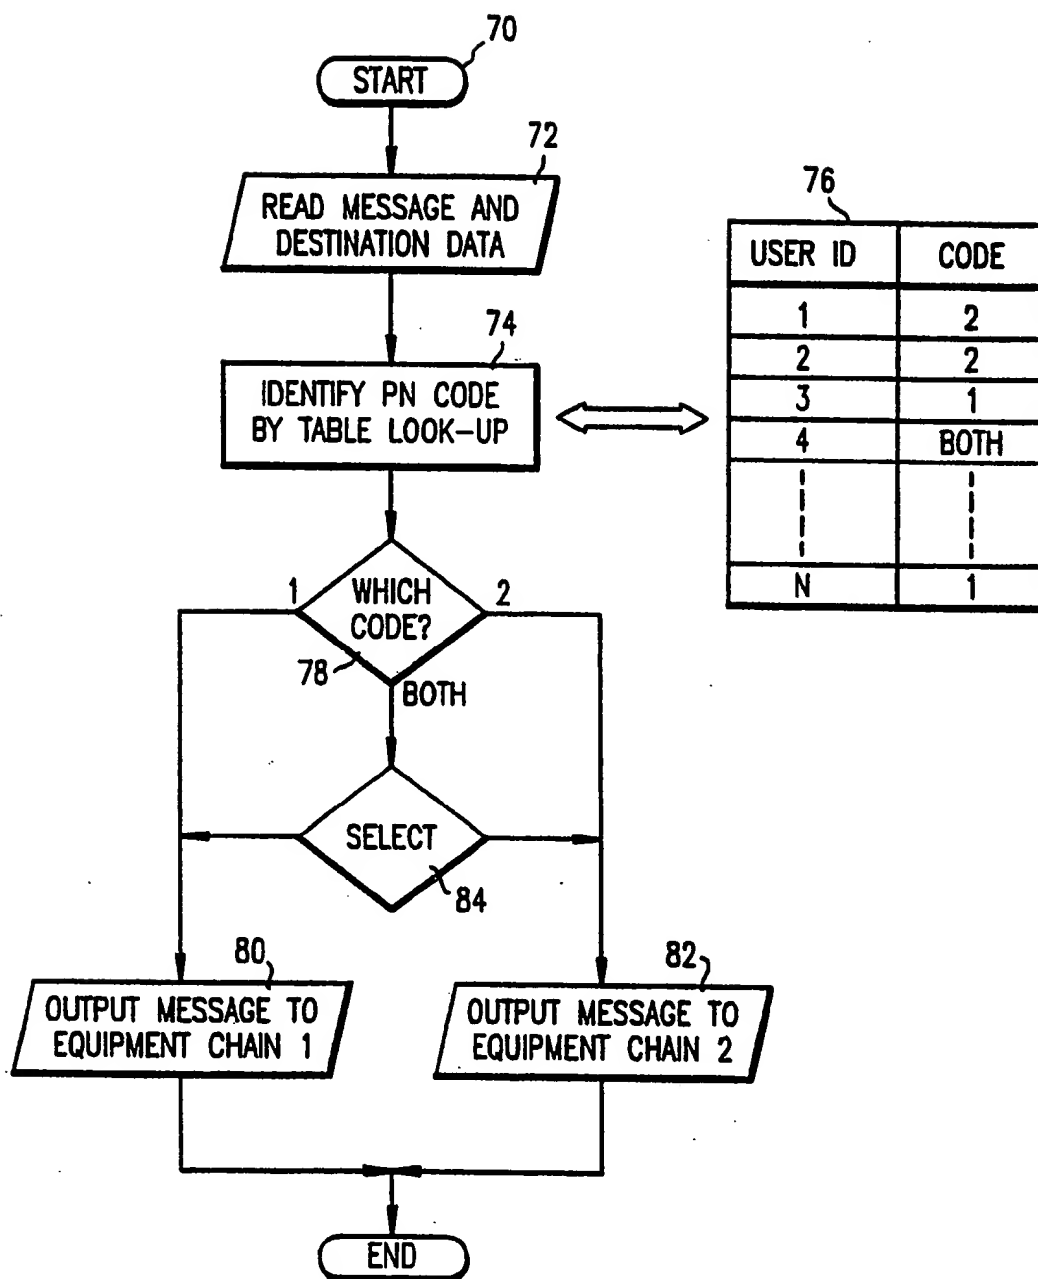 70
START
72
READ MESSAGE AND
DESTINATION DATA
74
IDENTIFY PN CODE
BY TABLE LOOK-UP
76
USER ID CODE
1 2
2 2
3 1
4 BOTH
N 1
1 WHICH 2
CODE?
78
BOTH
SELECT
84
80
OUTPUT MESSAGE TO
EQUIPMENT CHAIN 1
82
OUTPUT MESSAGE TO
EQUIPMENT CHAIN 2
END